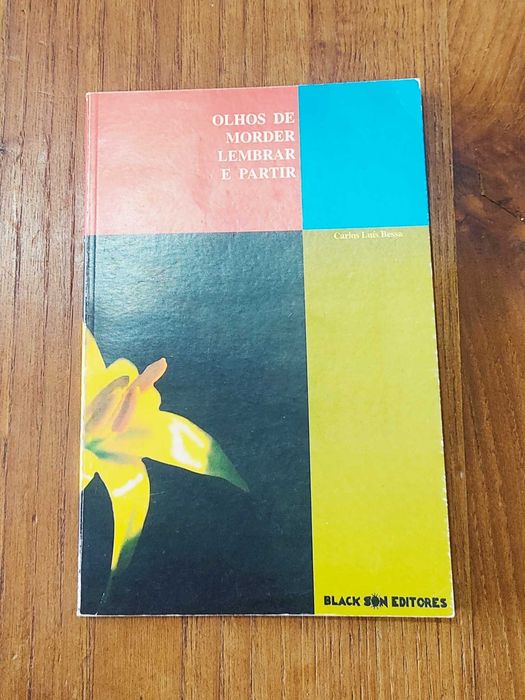 OLHOS DE
MORDER
LEMBRAR
E PARTIR
Carlos Luís Bessa
BLACK SON EDITORES